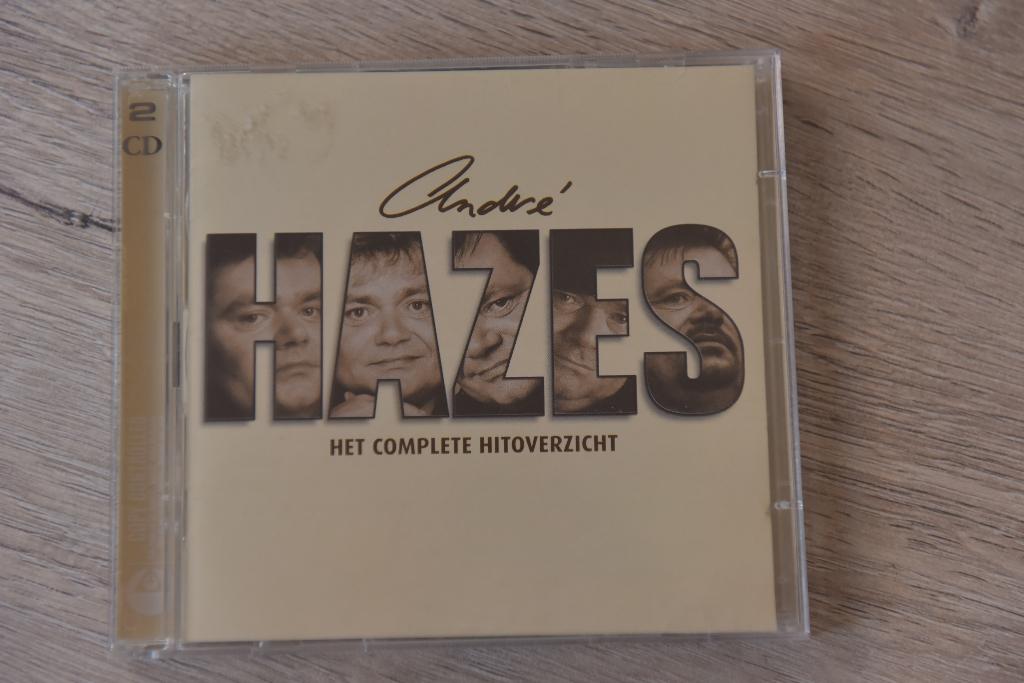 2
CD
André
HAZES
HET COMPLETE HITOVERZICHT